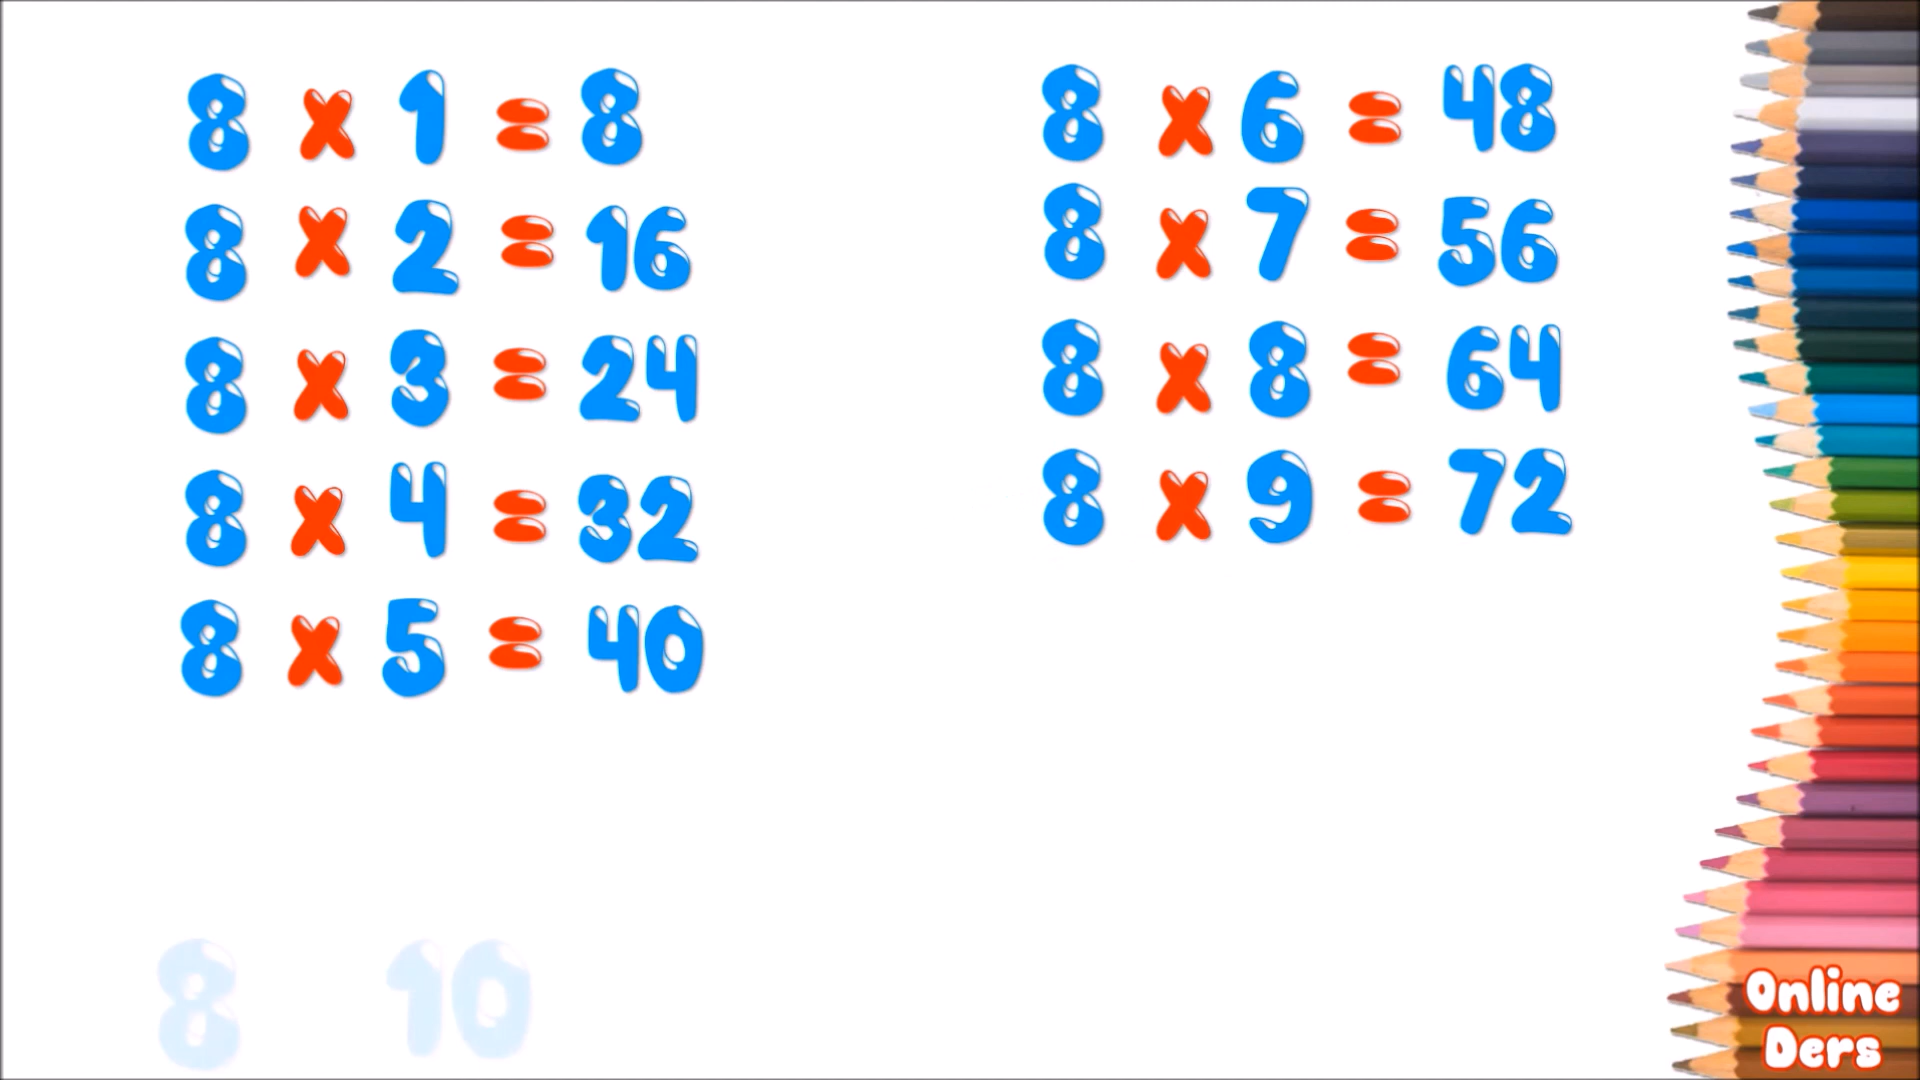 8 x 1 = 8
8 x 2 = 16
8 x 3 = 24
8 x 4 = 32
8 x 5 = 40
8 x 6 = 48
8 x 7 = 56
8 x 8 = 64
8 x 9 = 72
8 10
Online
Ders